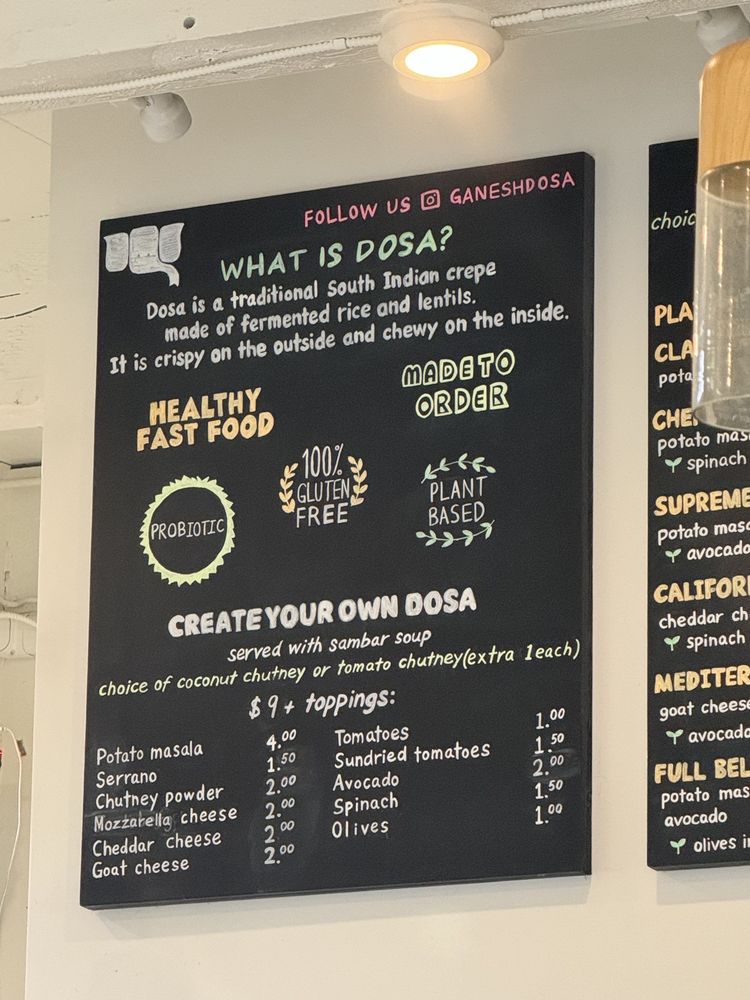 FOLLOW US GANESHDOSA
WHAT IS DOSA?
Dosa is a traditional South Indian crepe
made of fermented rice and lentils.
It is crispy on the outside and chewy on the inside.
HEALTHY
FAST FOOD
MADE TO
ORDER
PROBIOTIC
100%
GLUTEN
FREE
PLANT
BASED
CREATE YOUR OWN DOSA
served with sambar soup
choice of coconut chutney or tomato chutney(extra 1each)
$9+ toppings:
Potato masala 4.00
Serrano 1.50
Chutney powder 2.00
Mozzarella cheese 2.00
Cheddar cheese 2.00
Goat cheese 2.00
Tomatoes 1.00
Sundried tomatoes 1.50
Avocado 2.00
Spinach 1.50
Olives 1.00
choic
PLA
CLA
pota
CHE
potato mas
spinach
SUPREME
potato masa
avocado
CALIFOR
cheddar ch
spinach
MEDITER
goat cheese
avocado
FULL BEL
potato mas
avocado
olives in